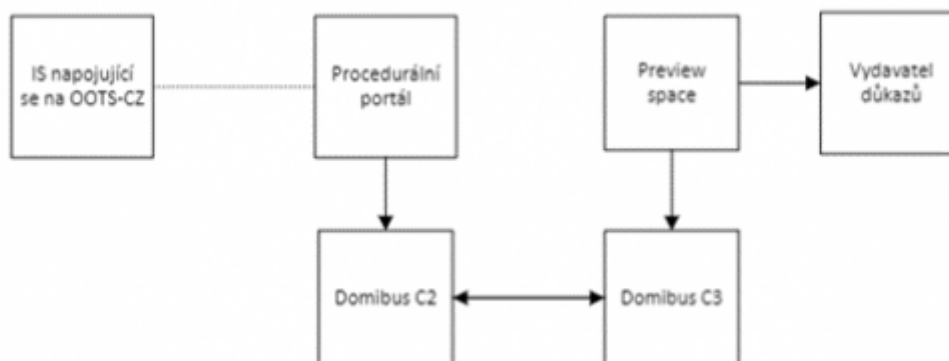 IS napojující
se na OOTS-CZ
Procedurální
portál
Preview
space
Vydavatel
důkazů
Domibus C2
Domibus C3